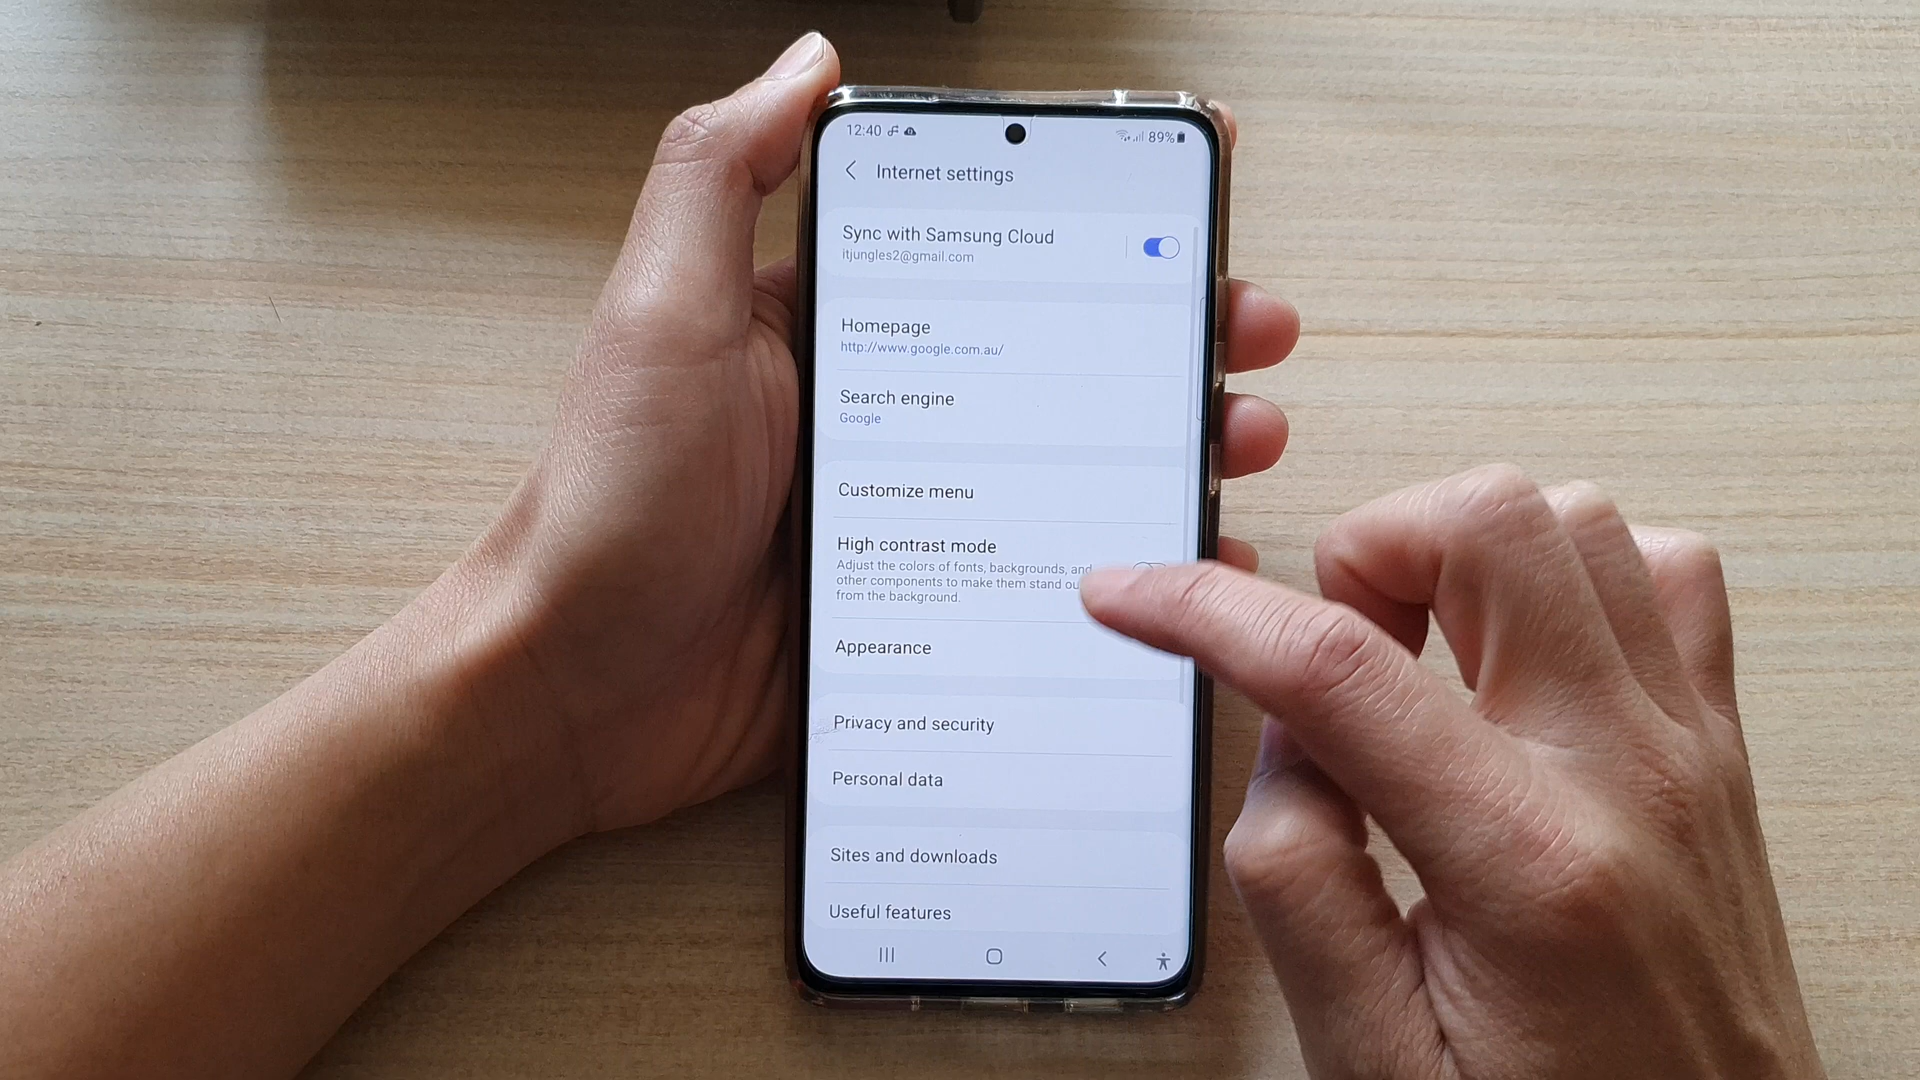 12:40
89%
Internet settings
Sync with Samsung Cloud
itjungles2@gmail.com
Homepage
http://www.google.com.au/
Search engine
Google
Customize menu
High contrast mode
Adjust the colors of fonts, backgrounds, and
other components to make them stand
from the background.
Appearance
Privacy and security
Personal data
Sites and downloads
Useful features